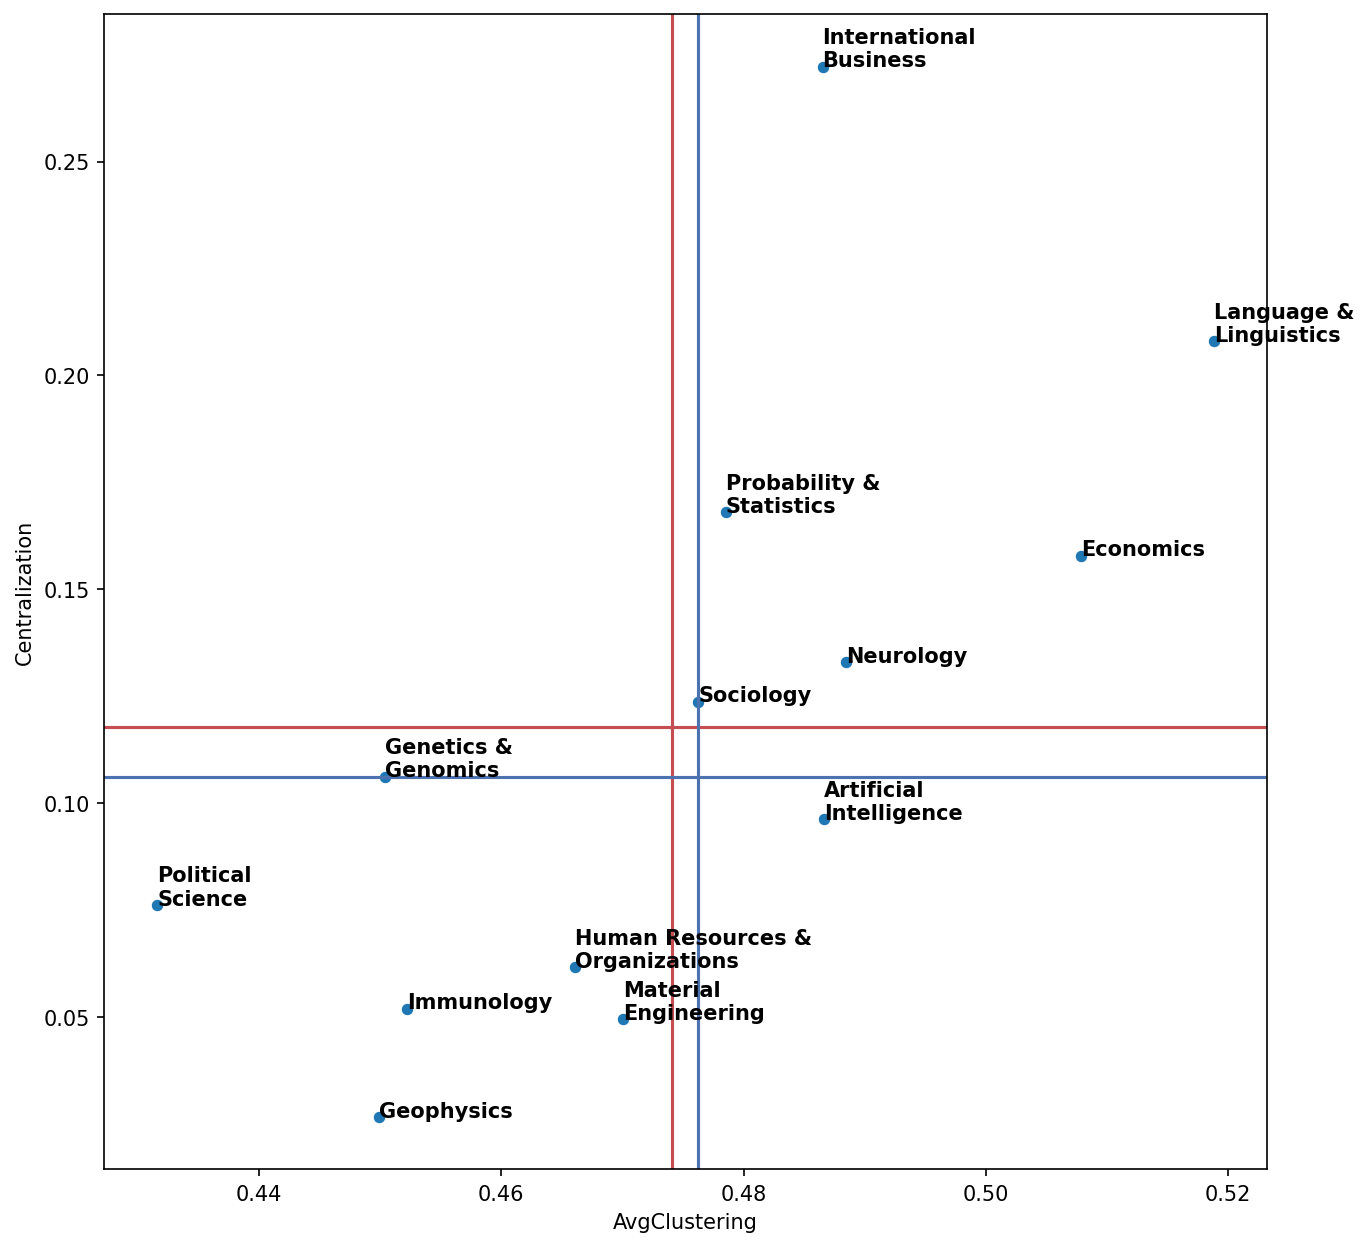 International
Business
0.25
Language &
Linguistics
0.20
Probability &
Statistics
Economics
0.15
Centralization
Neurology
Sociology
Genetics &
Genomics
0.10
Artificial
Intelligence
Political
Science
Human Resources &
Organizations
Material
Engineering
Immunology
0.05
Geophysics
0.44
0.46
0.48
0.50
0.52
AvgClustering